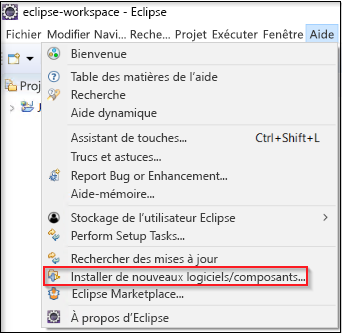 eclipse-workspace - Eclipse
Fichier Modifier Navi... Reche... Projet Exécuter Fenêtre Aide
Bienvenue
Table des matières de l'aide
Recherche
Aide dynamique
Assistant de touches... Ctrl+Shift+L
Trucs et astuces...
Report Bug or Enhancement...
Aide-mémoire...
Stockage de l'utilisateur Eclipse
Perform Setup Tasks...
Rechercher des mises à jour
Installer de nouveaux logiciels/composants...
Eclipse Marketplace...
À propos d'Eclipse
Proj